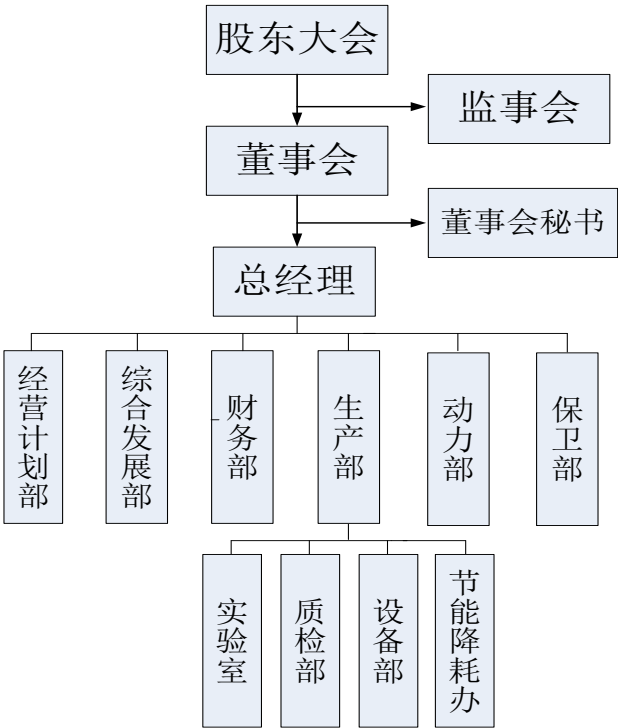 股东大会
监事会
董事会
董事会秘书
总经理
经营计划部
综合发展部
财务部
生产部
动力部
保卫部
实验室
质检部
设备部
节能降耗办